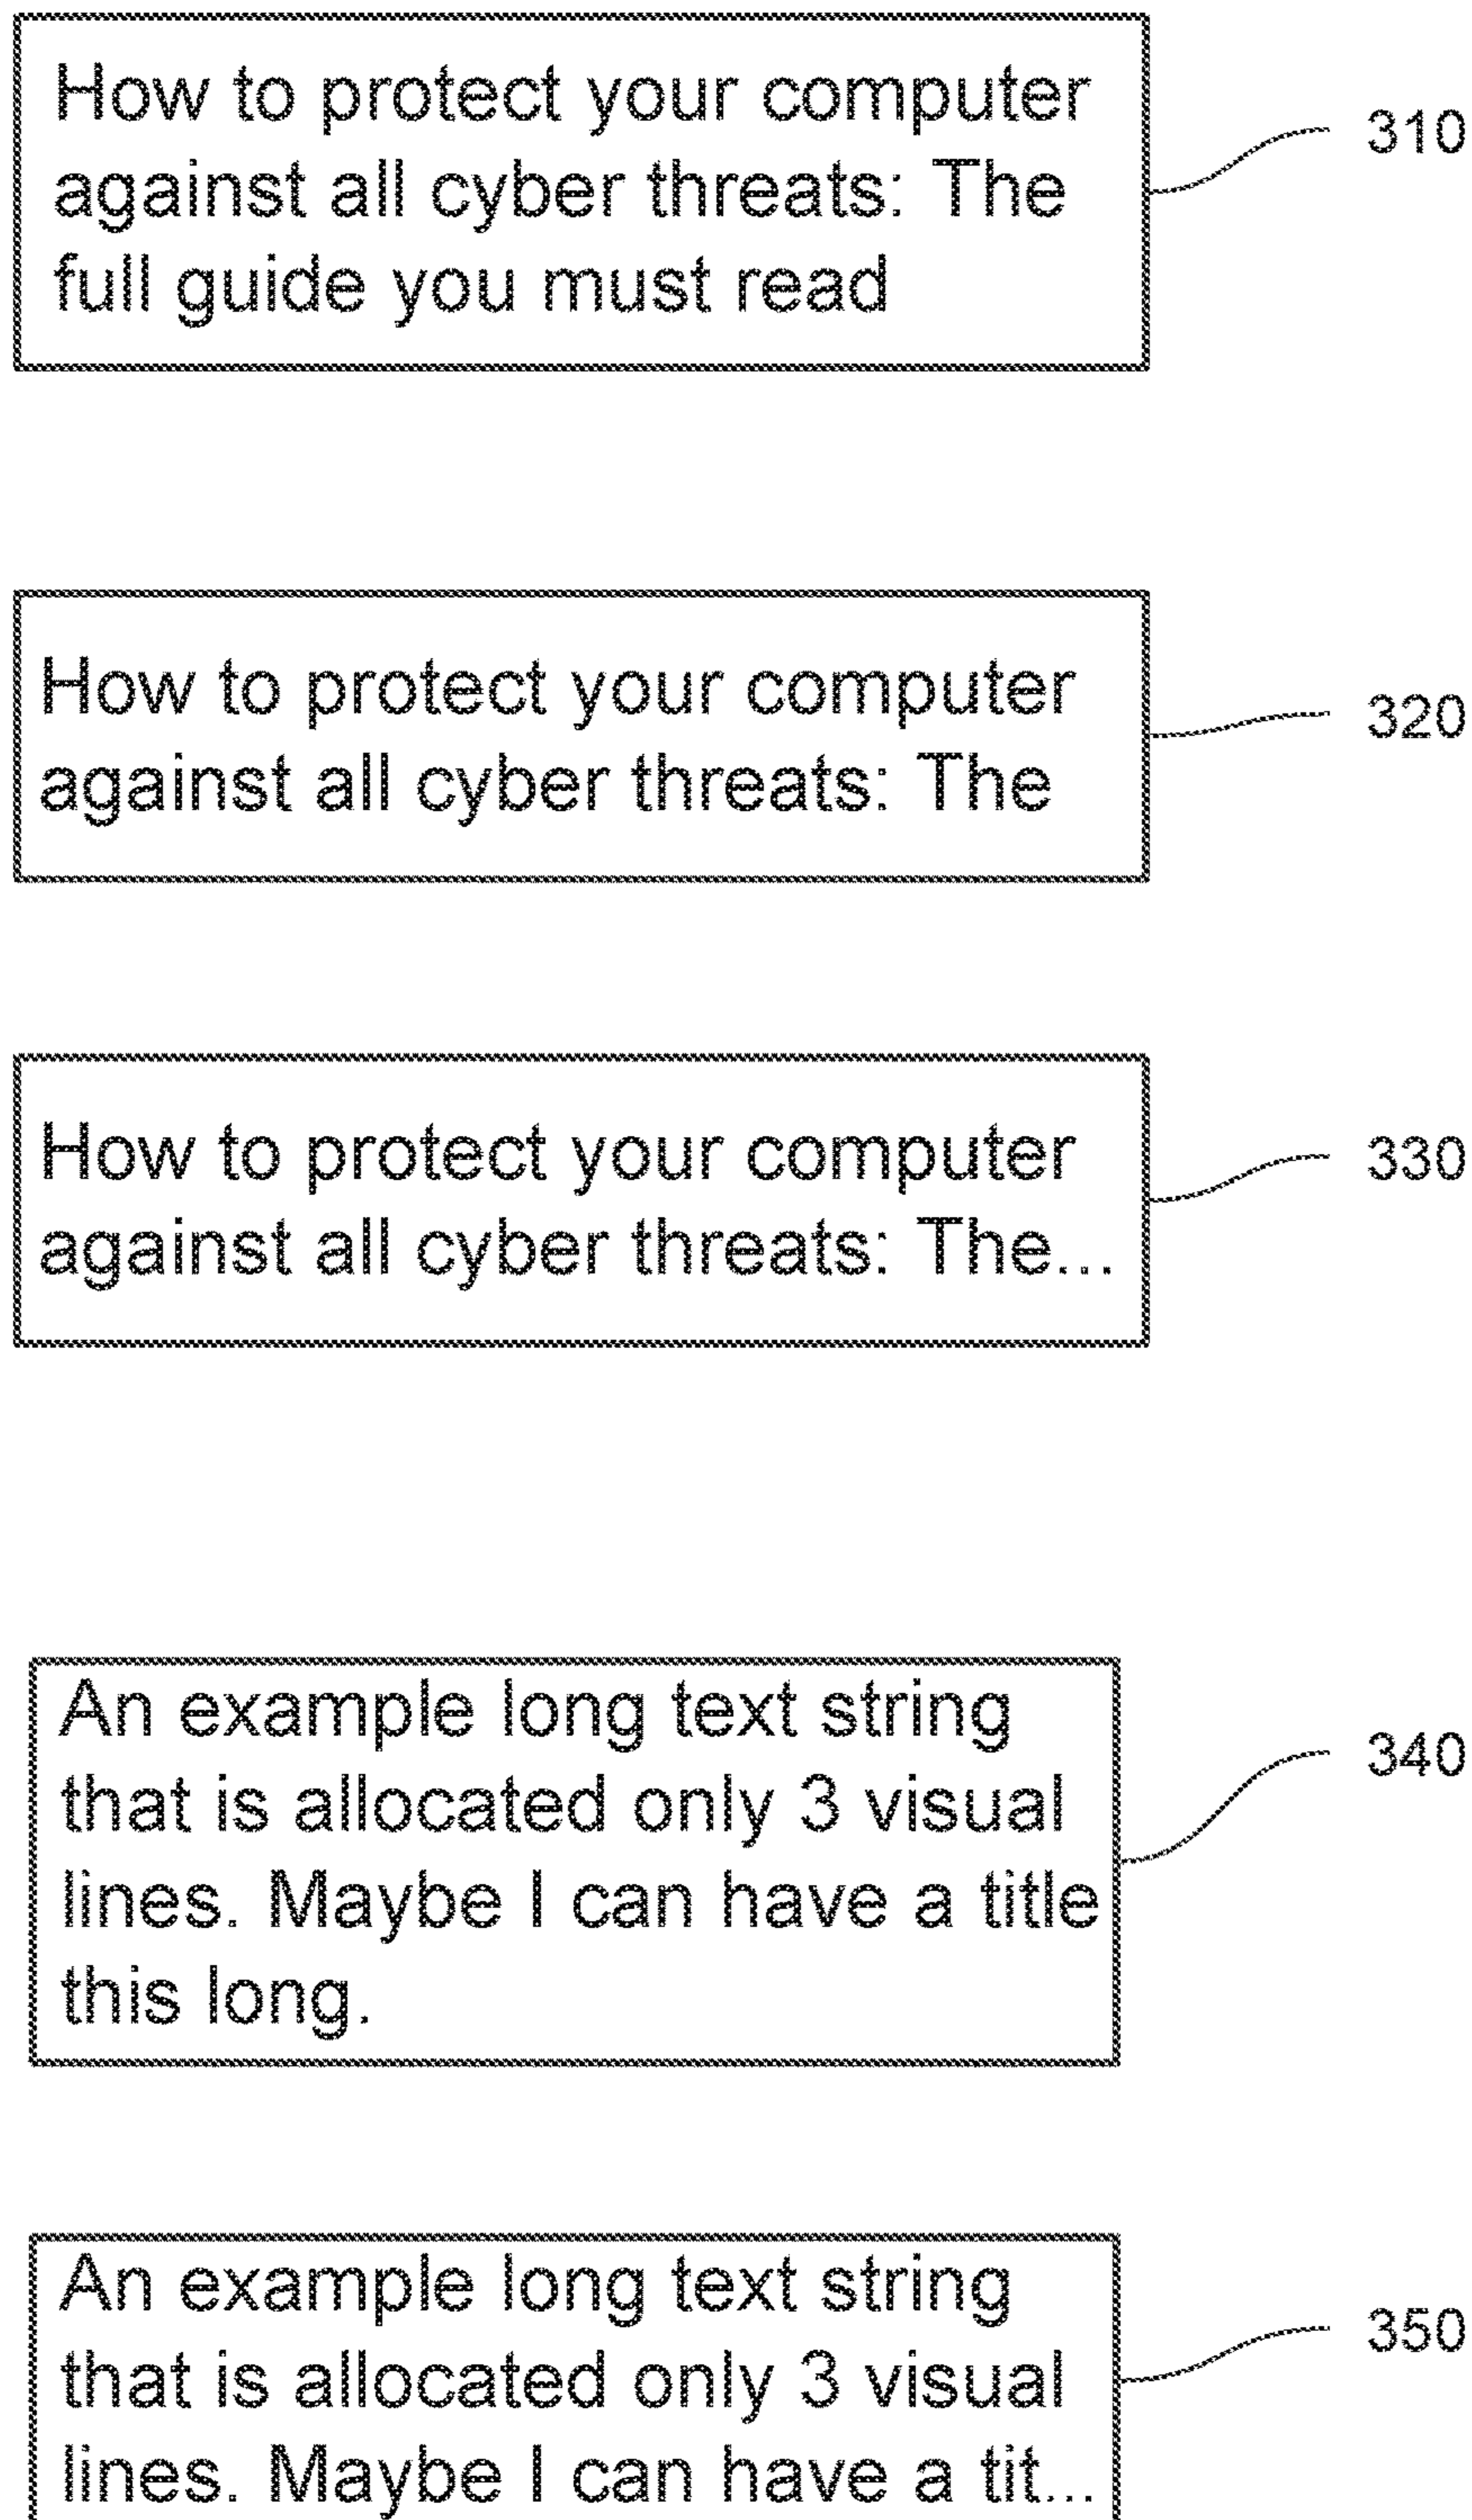 How to protect your computer
against all cyber threats: The
full guide you must read
310
How to protect your computer
against all cyber threats: The
320
How to protect your computer
against all cyber threats: The...
330
An example long text string
that is allocated only 3 visual
lines. Maybe I can have a title
this long.
340
An example long text string
that is allocated only 3 visual
lines. Maybe I can have a tit...
350